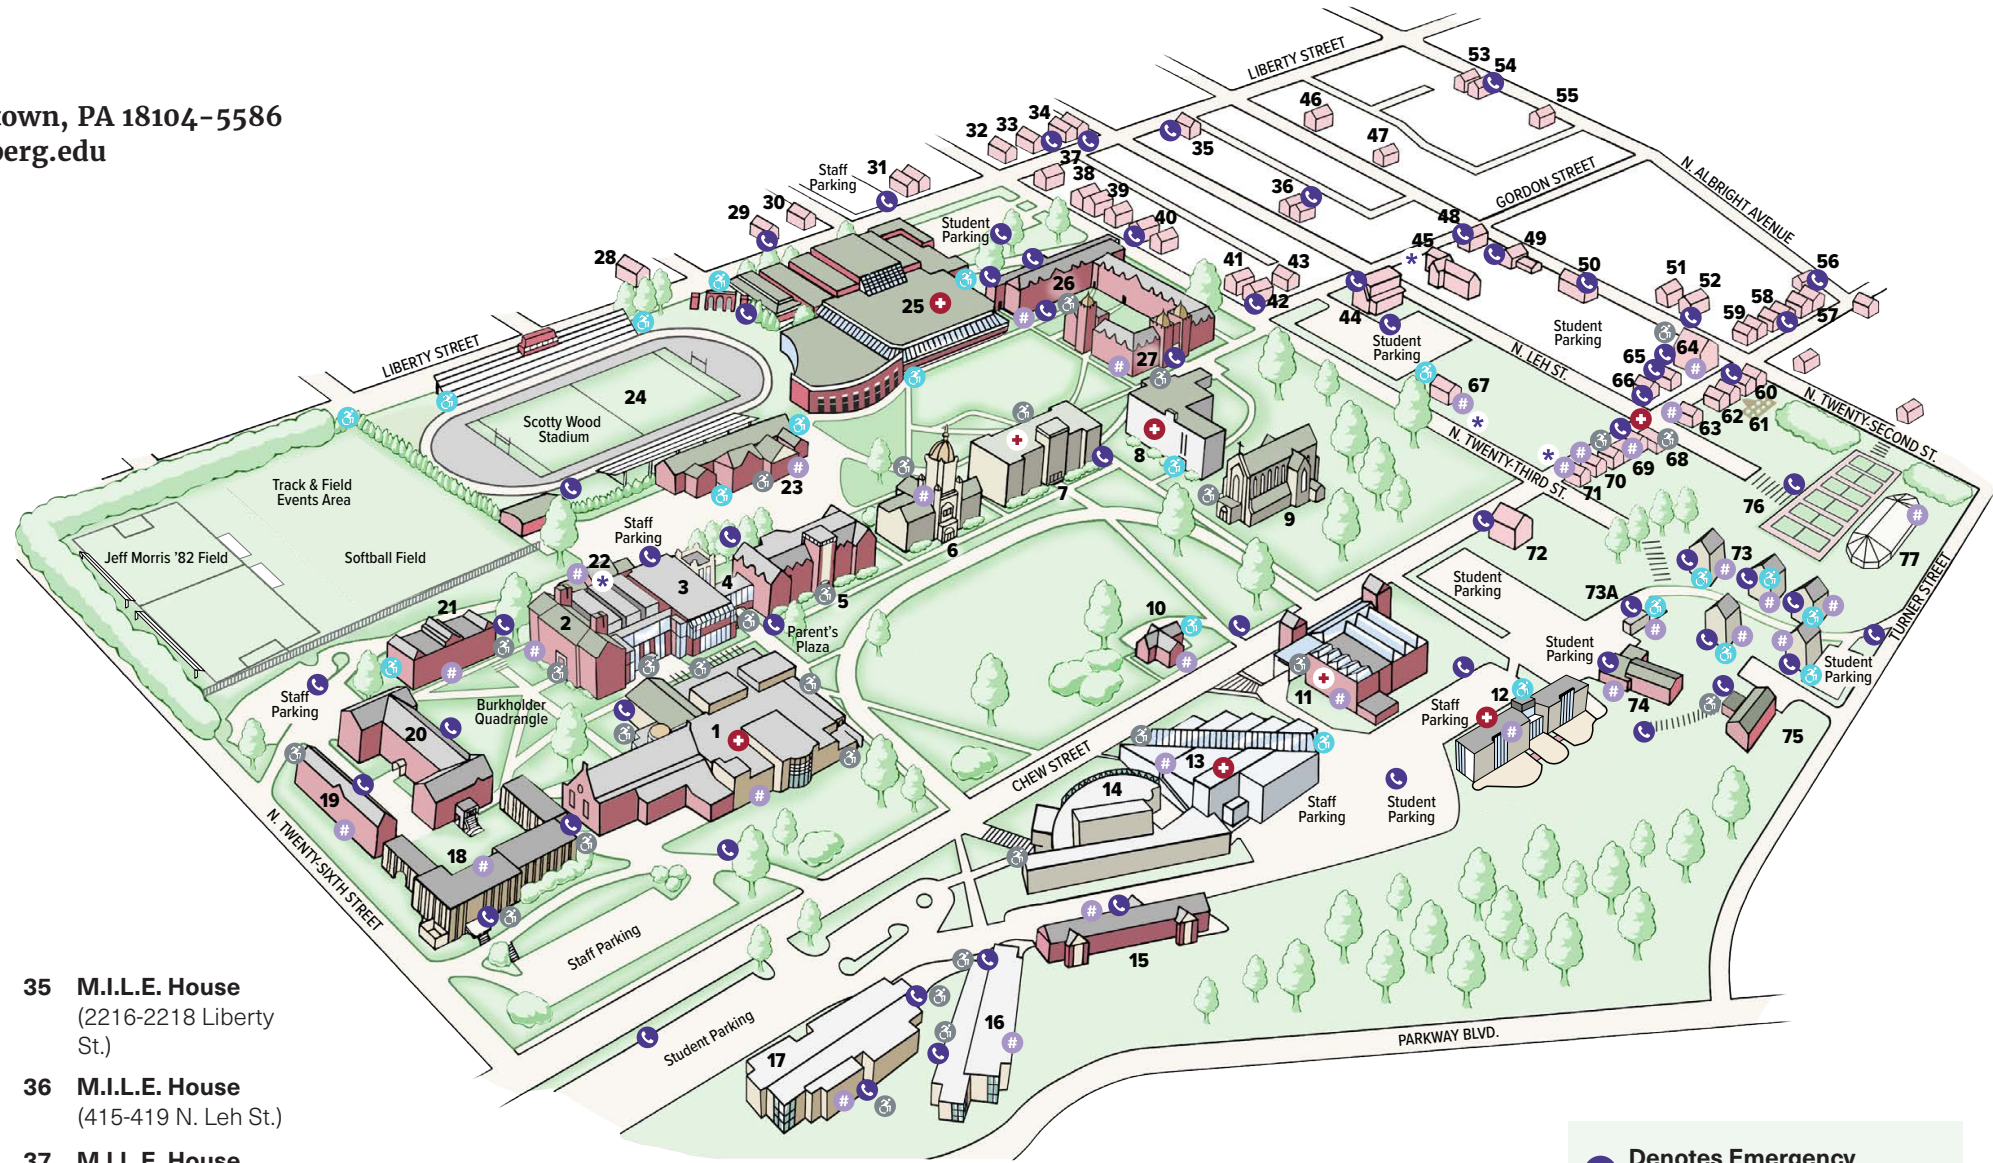 town, PA 18104-5586
berg.edu
LIBERTY STREET
53
54
55
46
47
34
33
32
35
37
31
Staff
Parking
38
39
36
GORDON STREET
N. ALBRIGHT AVENUE
30
29
40
48
45
49
Student
Parking
28
41
43
42
50
51
52
56
26
25
44
58
57
59
Student
Parking
Student
Parking
LIBERTY STREET
27
N. LEH ST.
64
65
66
67
60
62
61
63
24
Scotty Wood
Stadium
N. TWENTY-SECOND ST.
8
N. TWENTY-THIRD ST.
68
69
70
71
23
7
Track & Field
Events Area
76
77
9
6
Staff
Parking
72
Jeff Morris '82 Field
Softball Field
22
3
4
5
73
Student
Parking
73A
TURNER STREET
21
2
10
Parent's
Plaza
Student
Parking
Student
Parking
Staff
Parking
Burkholder
Quadrangle
11
12
74
Staff
Parking
20
1
75
CHEW STREET
13
14
19
Staff
Parking
Student
Parking
N. TWENTY-SIXTH STREET
18
Staff Parking
15
16
Student Parking
17
PARKWAY BLVD.
35 M.I.L.E. House
(2216-2218 Liberty
St.)
36 M.I.L.E. House
(415-419 N. Leh St.)
37 M.I.L.E. House
Denotes Emergency